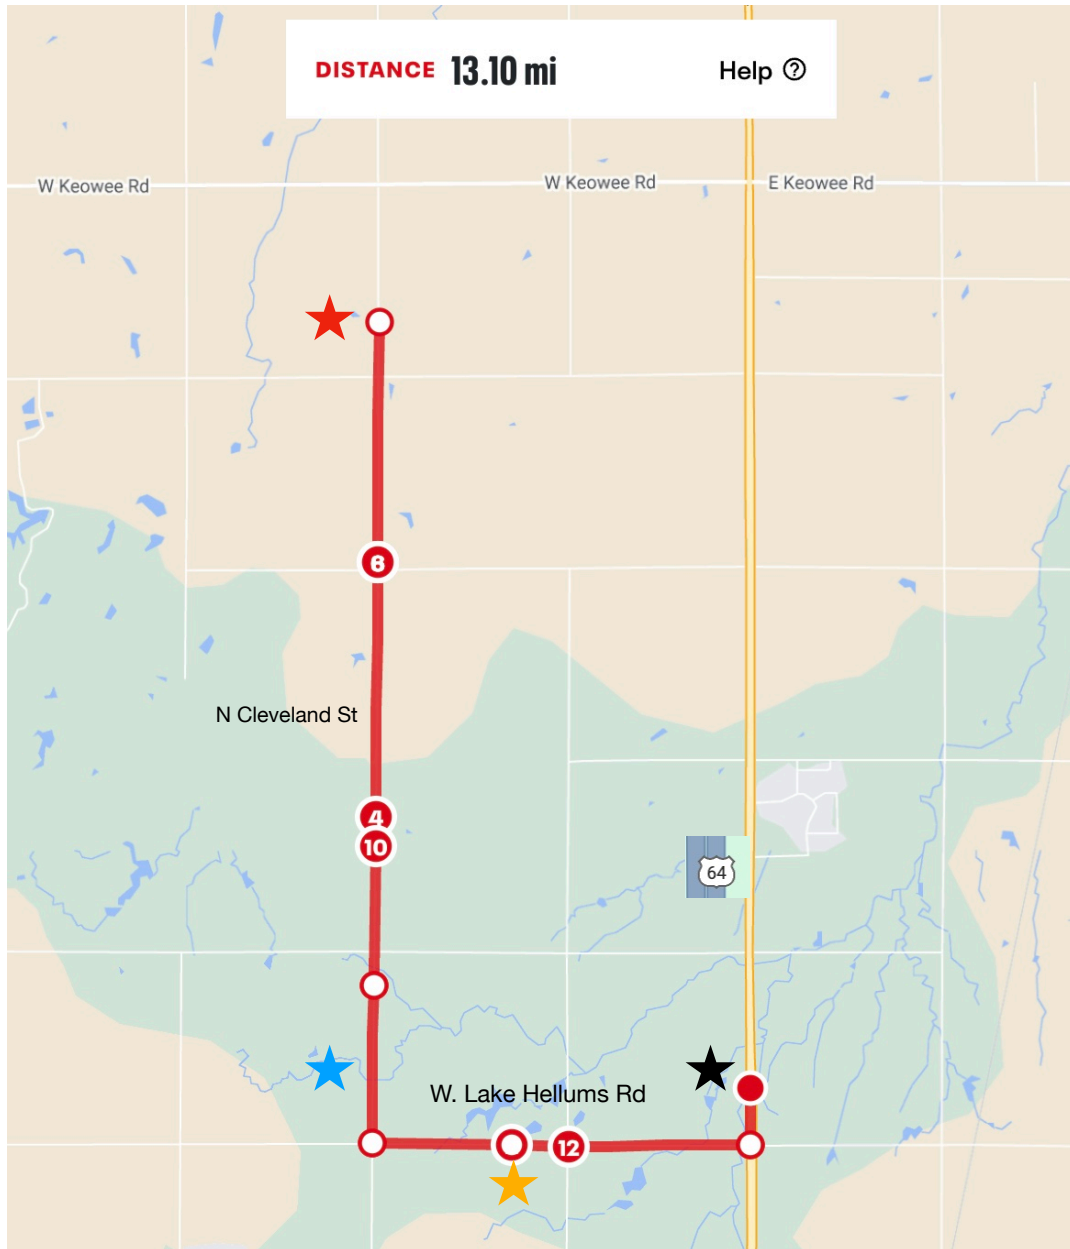 DISTANCE 13.10 mi Help ?
W Keowee Rd W Keowee Rd E Keowee Rd
8
N Cleveland St
4
10
64
W. Lake Hellums Rd
12